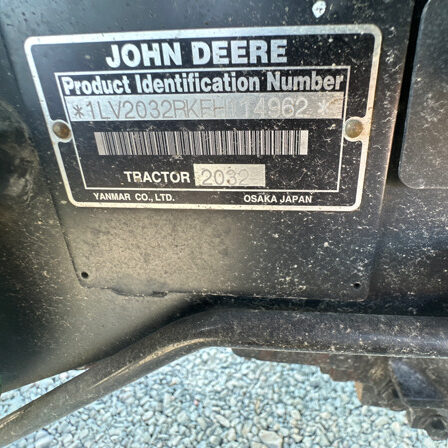 JOHN DEERE
Product Identification Number
TRACTOR 2032
YANMAR CO., LTD. OSAKA JAPAN